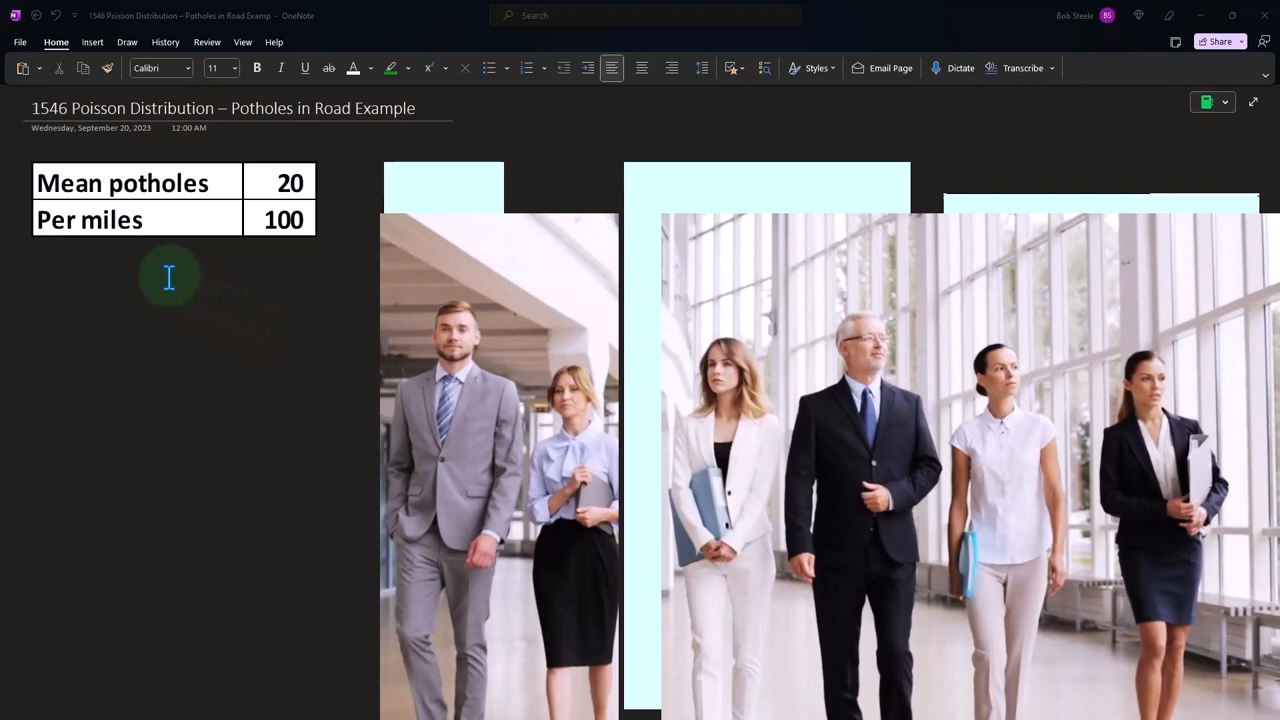 1546 Poisson Distribution – Potholes in Road Examp - OneNote
Search
Bob Steele
BS
File
Home
Insert
Draw
History
Review
View
Help
Share
Calibri
11
B
I
U
ab
A
Styles
Email Page
Dictate
Transcribe
1546 Poisson Distribution – Potholes in Road Example
Wednesday, September 20, 2023 12:00 AM
Mean potholes 20
Per miles 100